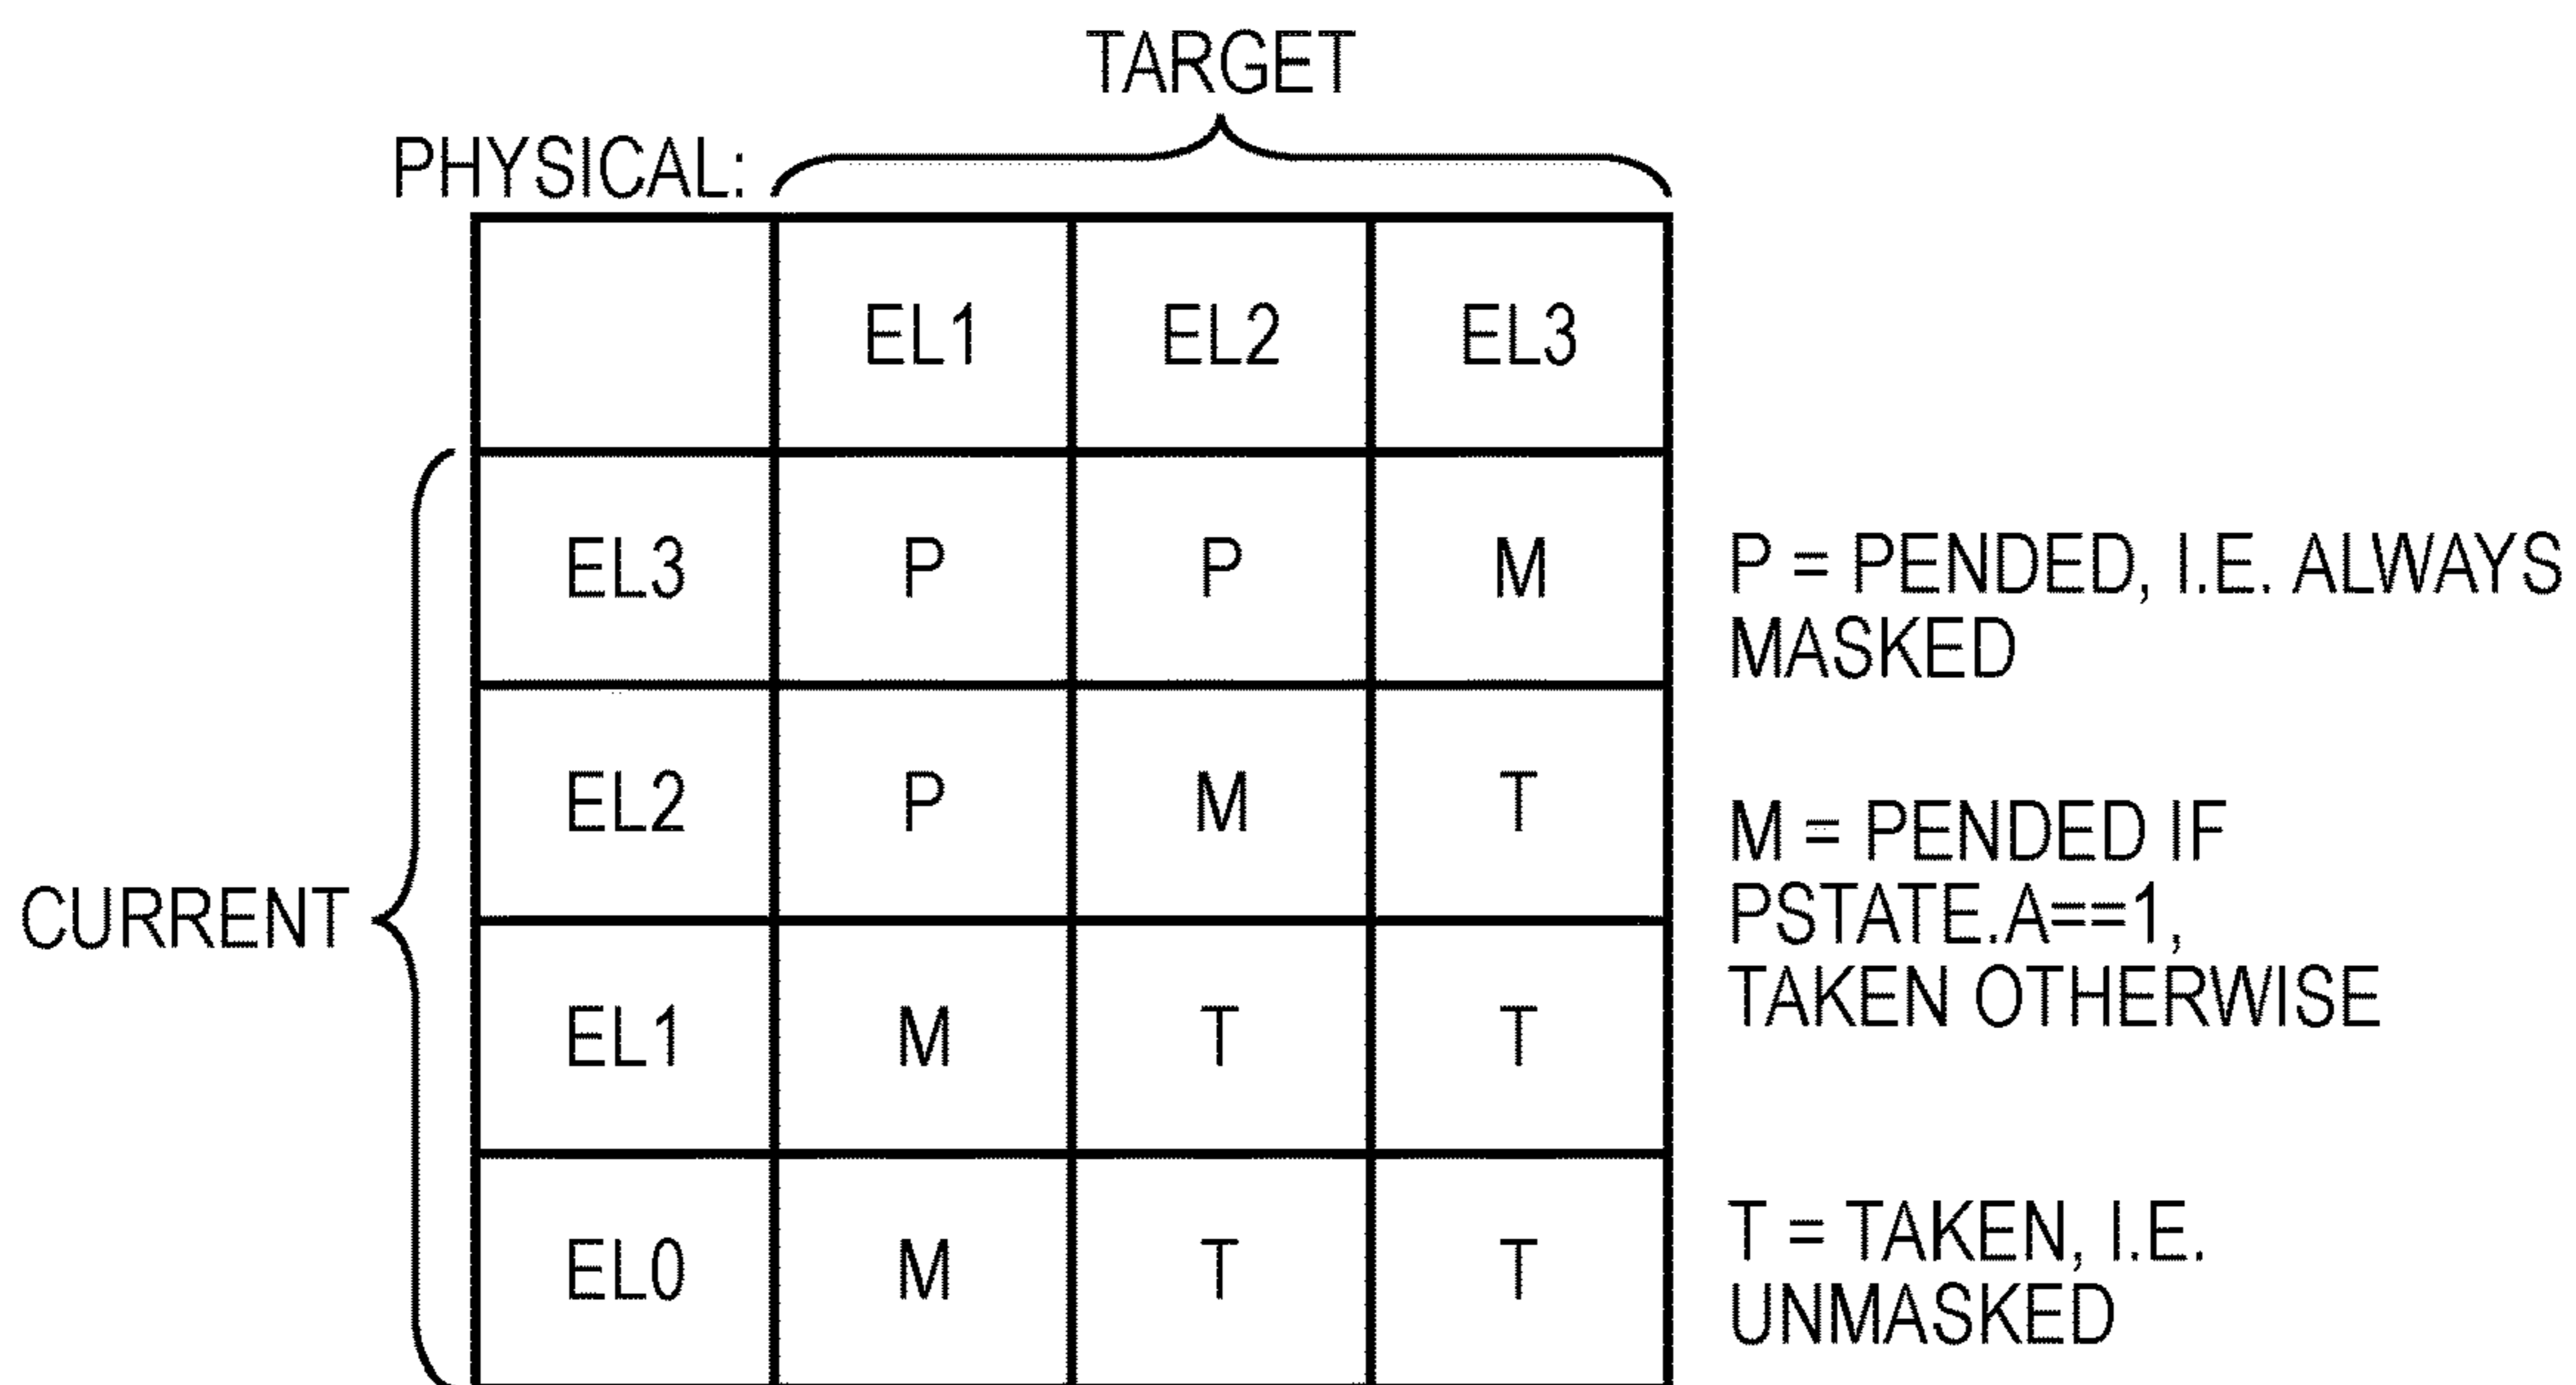 TARGET
PHYSICAL:
EL1 EL2 EL3
EL3 P P M
P = PENDED, I.E. ALWAYS
MASKED
EL2 P M T
M = PENDED IF
PSTATE.A==1,
TAKEN OTHERWISE
CURRENT
EL1 M T T
EL0 M T T
T = TAKEN, I.E.
UNMASKED